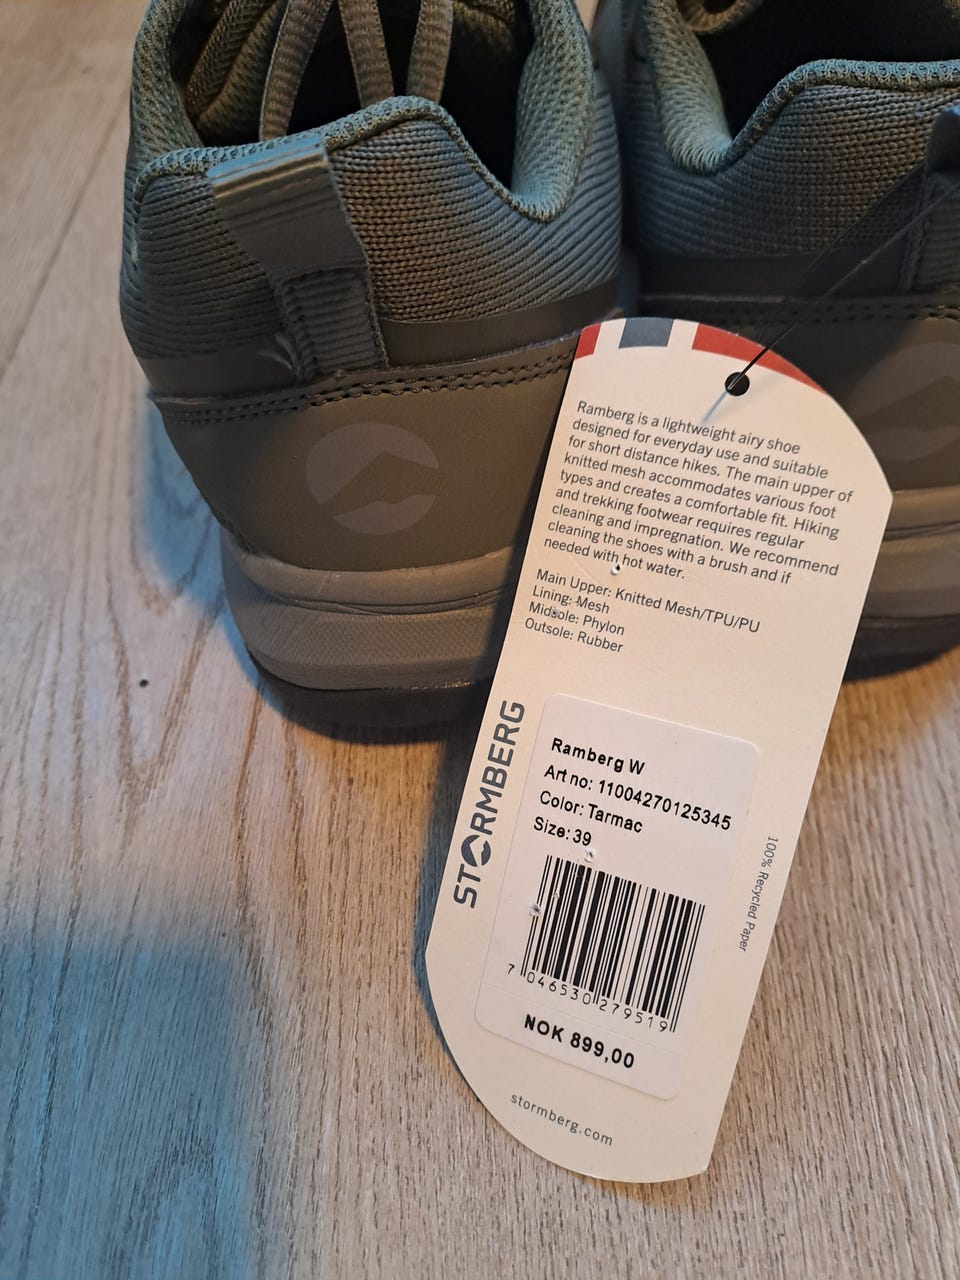 Ramberg is a lightweight airy shoe
designed for everyday use and suitable
for short distance hikes. The main upper of
knitted mesh accommodates various foot
types and creates a comfortable fit. Hiking
and trekking footwear requires regular
cleaning and impregnation. We recommend
cleaning the shoes with a brush and if
needed with hot water.
Main Upper: Knitted Mesh/TPU/PU
Lining: Mesh
Midsole: Phylon
Outsole: Rubber
STORMBERG
Ramberg W
Art no: 11004270125345
Color: Tarmac
Size: 39
7 046530 279519
NOK 899,00
100% Recycled Paper
stormberg.com